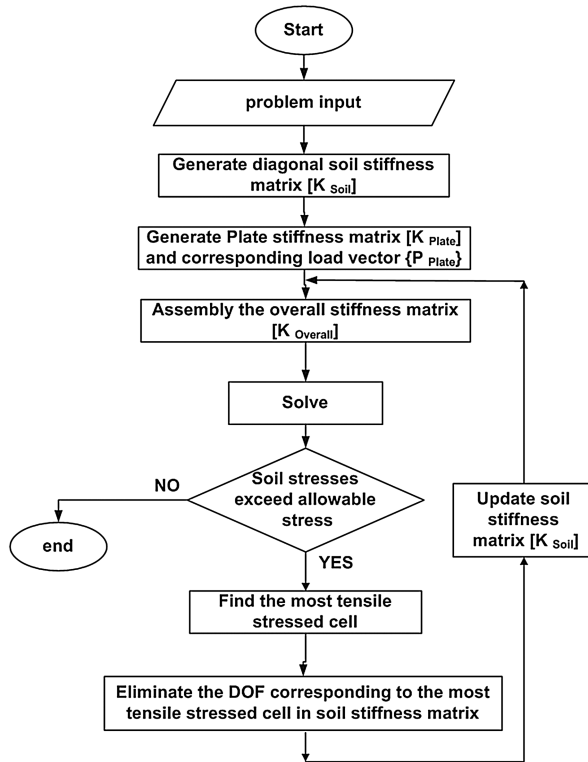 Start
problem input
Generate diagonal soil stiffness
matrix [K Soil]
Generate Plate stiffness matrix [K Plate]
and corresponding load vector {P Plate}
Assembly the overall stiffness matrix
[K Overall]
Solve
Soil stresses
exceed allowable
stress
NO
end
YES
Find the most tensile
stressed cell
Eliminate the DOF corresponding to the most
tensile stressed cell in soil stiffness matrix
Update soil
stiffness
matrix [K Soil]